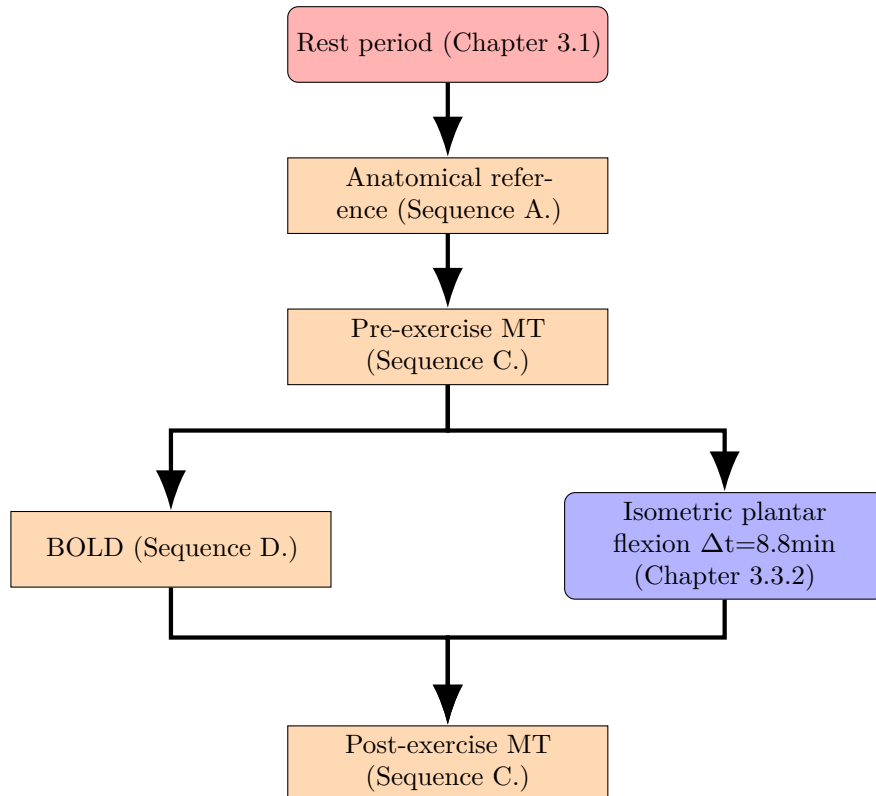 Rest period (Chapter 3.1)
Anatomical refer-
ence (Sequence A.)
Pre-exercise MT
(Sequence C.)
BOLD (Sequence D.)
Isometric plantar
flexion Δt=8.8min
(Chapter 3.3.2)
Post-exercise MT
(Sequence C.)